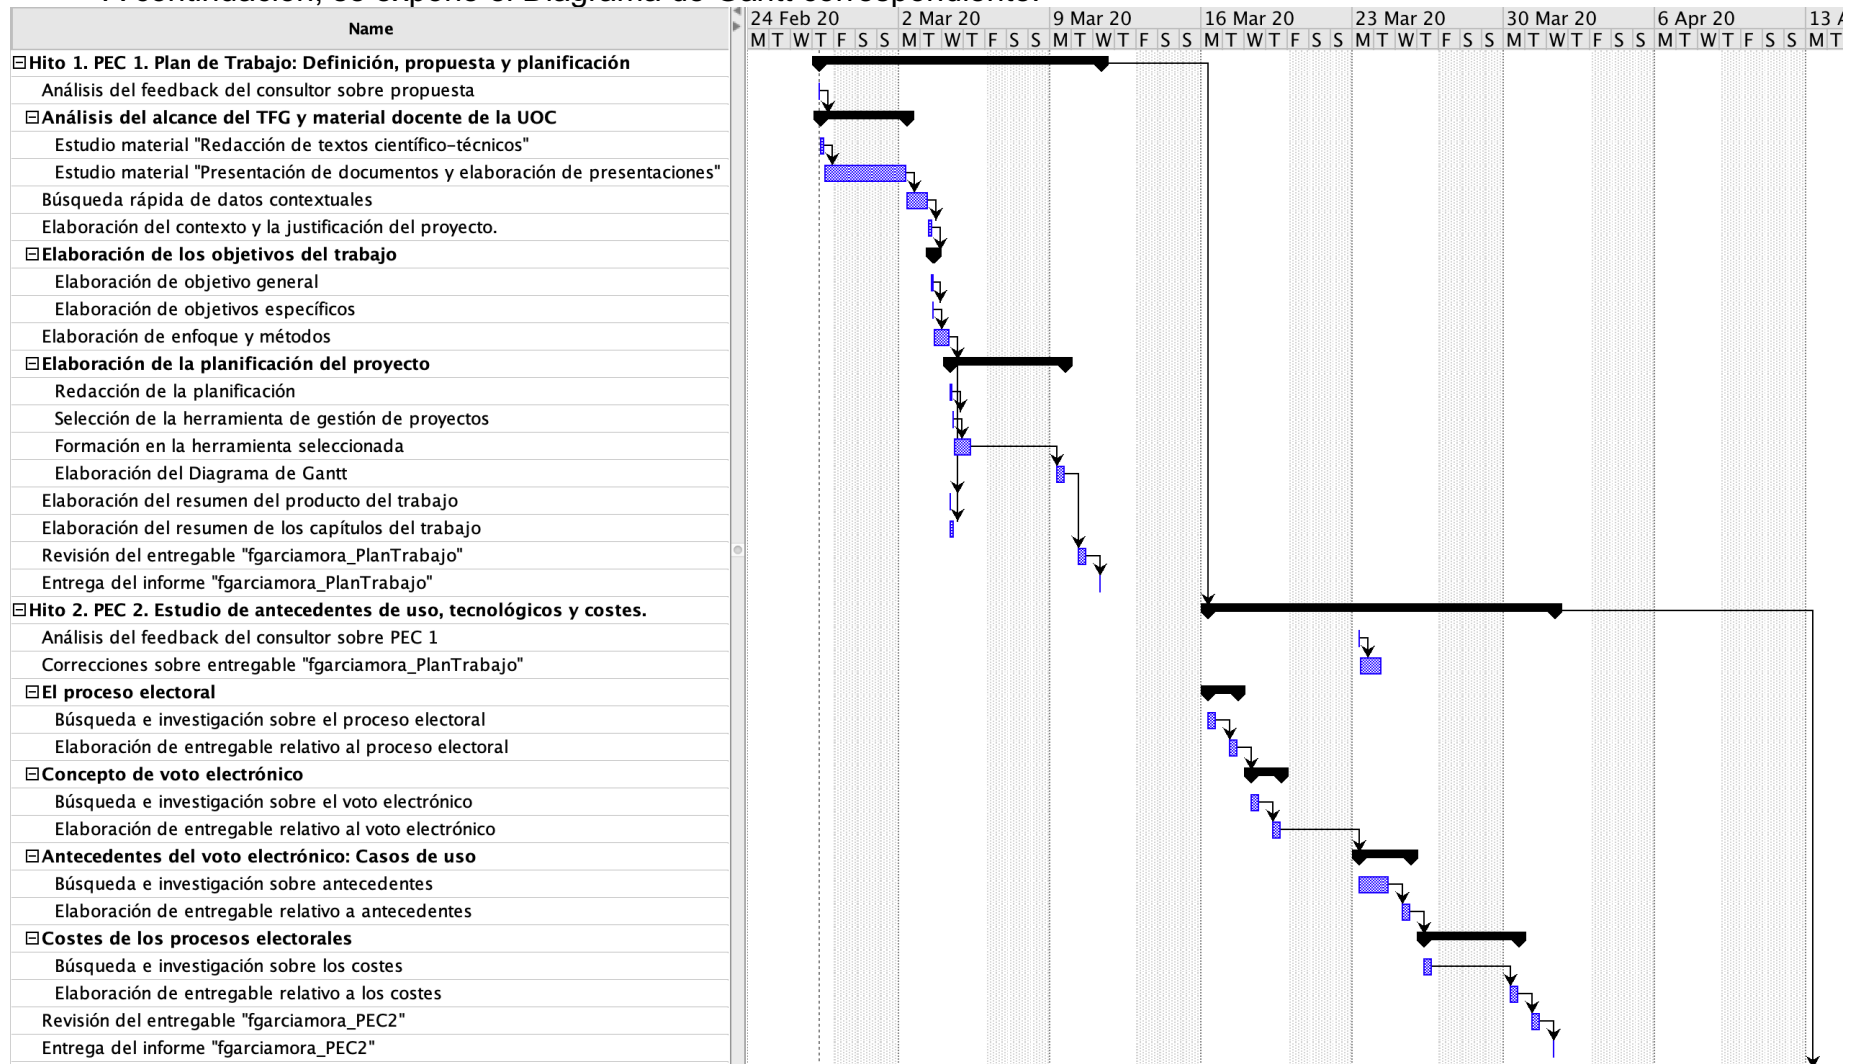 A continuación, se expone el Diagrama de Gantt correspondiente.
Name
24 Feb 20 2 Mar 20 9 Mar 20 16 Mar 20 23 Mar 20 30 Mar 20 6 Apr 20 13 A
M T W T F S S M T W T F S S M T W T F S S M T W T F S S M T W T F S S M T W T F S S M T W T F S S M T
Hito 1. PEC 1. Plan de Trabajo: Definición, propuesta y planificación
Análisis del feedback del consultor sobre propuesta
Análisis del alcance del TFG y material docente de la UOC
Estudio material "Redacción de textos científico-técnicos"
Estudio material "Presentación de documentos y elaboración de presentaciones"
Búsqueda rápida de datos contextuales
Elaboración del contexto y la justificación del proyecto.
Elaboración de los objetivos del trabajo
Elaboración de objetivo general
Elaboración de objetivos específicos
Elaboración de enfoque y métodos
Elaboración de la planificación del proyecto
Redacción de la planificación
Selección de la herramienta de gestión de proyectos
Formación en la herramienta seleccionada
Elaboración del Diagrama de Gantt
Elaboración del resumen del producto del trabajo
Elaboración del resumen de los capítulos del trabajo
Revisión del entregable "fgarciamora_PlanTrabajo"
Entrega del informe "fgarciamora_PlanTrabajo"
Hito 2. PEC 2. Estudio de antecedentes de uso, tecnológicos y costes.
Análisis del feedback del consultor sobre PEC 1
Correcciones sobre entregable "fgarciamora_PlanTrabajo"
El proceso electoral
Búsqueda e investigación sobre el proceso electoral
Elaboración de entregable relativo al proceso electoral
Concepto de voto electrónico
Búsqueda e investigación sobre el voto electrónico
Elaboración de entregable relativo al voto electrónico
Antecedentes del voto electrónico: Casos de uso
Búsqueda e investigación sobre antecedentes
Elaboración de entregable relativo a antecedentes
Costes de los procesos electorales
Búsqueda e investigación sobre los costes
Elaboración de entregable relativo a los costes
Revisión del entregable "fgarciamora_PEC2"
Entrega del informe "fgarciamora_PEC2"